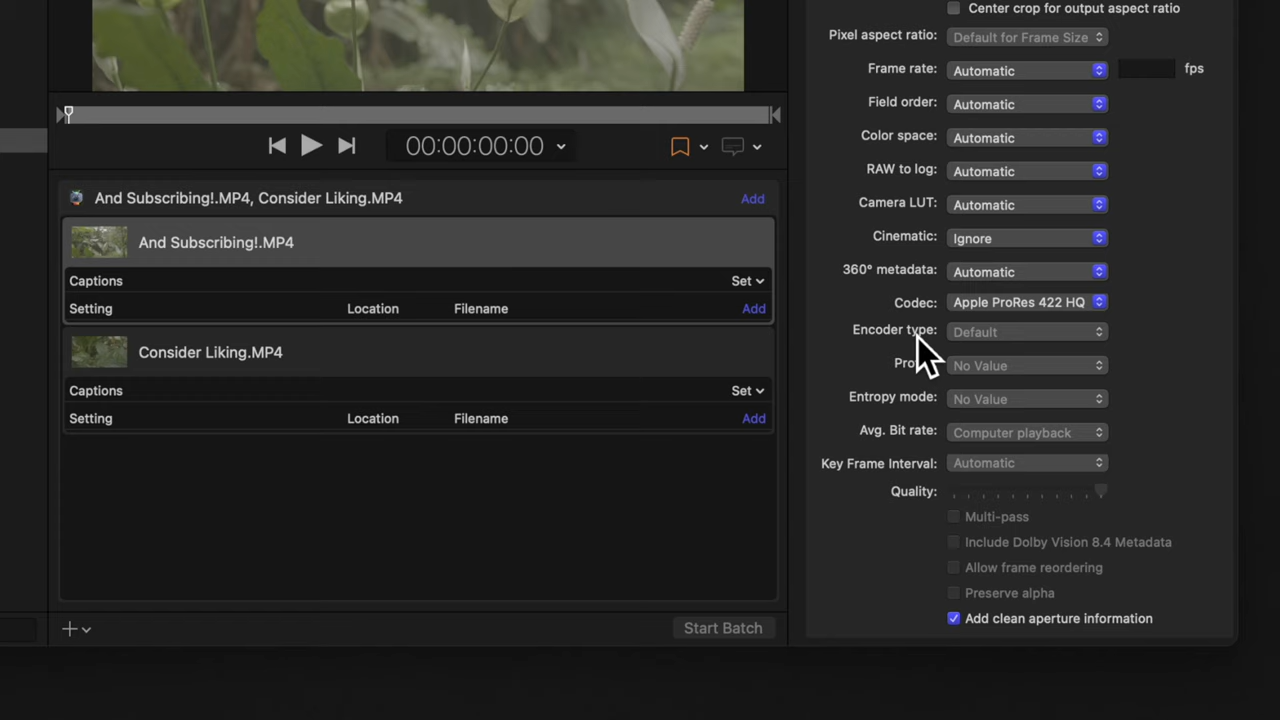 Center crop for output aspect ratio
Pixel aspect ratio: Default for Frame Size
Frame rate: Automatic fps
Field order: Automatic
Color space: Automatic
RAW to log: Automatic
Camera LUT: Automatic
Cinematic: Ignore
360° metadata: Automatic
Codec: Apple ProRes 422 HQ
Encoder type: Default
No Value
Entropy mode: No Value
Avg. Bit rate: Computer playback
Key Frame Interval: Automatic
Quality:
Multi-pass
Include Dolby Vision 8.4 Metadata
Allow frame reordering
Preserve alpha
Add clean aperture information
00:00:00:00
And Subscribing!.MP4, Consider Liking.MP4 Add
And Subscribing!.MP4
Captions Set
Setting Location Filename Add
Consider Liking.MP4
Captions Set
Setting Location Filename Add
Start Batch